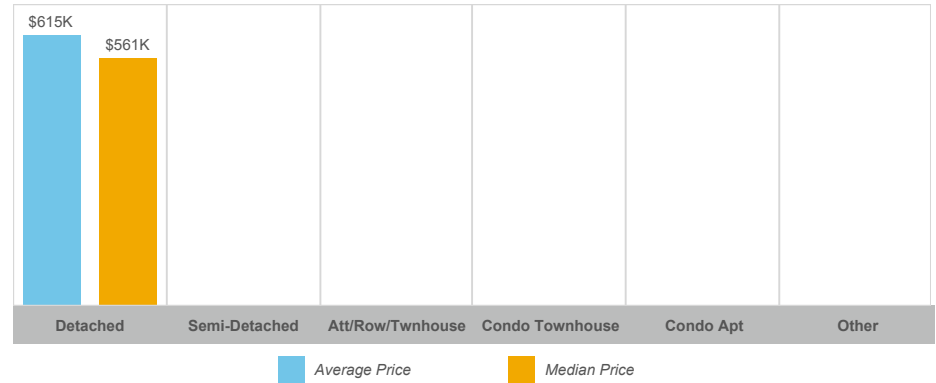 $615K
$561K
Detached
Semi-Detached
Att/Row/Twnhouse
Condo Townhouse
Condo Apt
Other
Average Price
Median Price